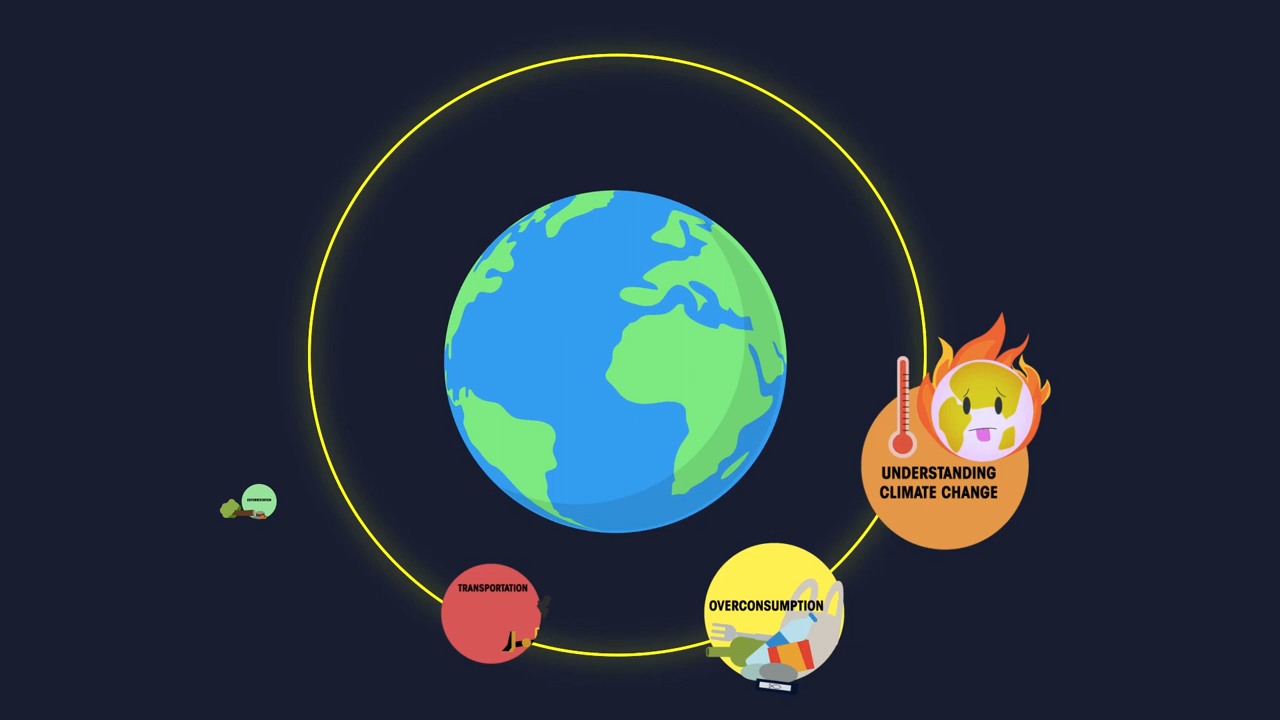 UNDERSTANDING
CLIMATE CHANGE
OVERCONSUMPTION
TRANSPORTATION